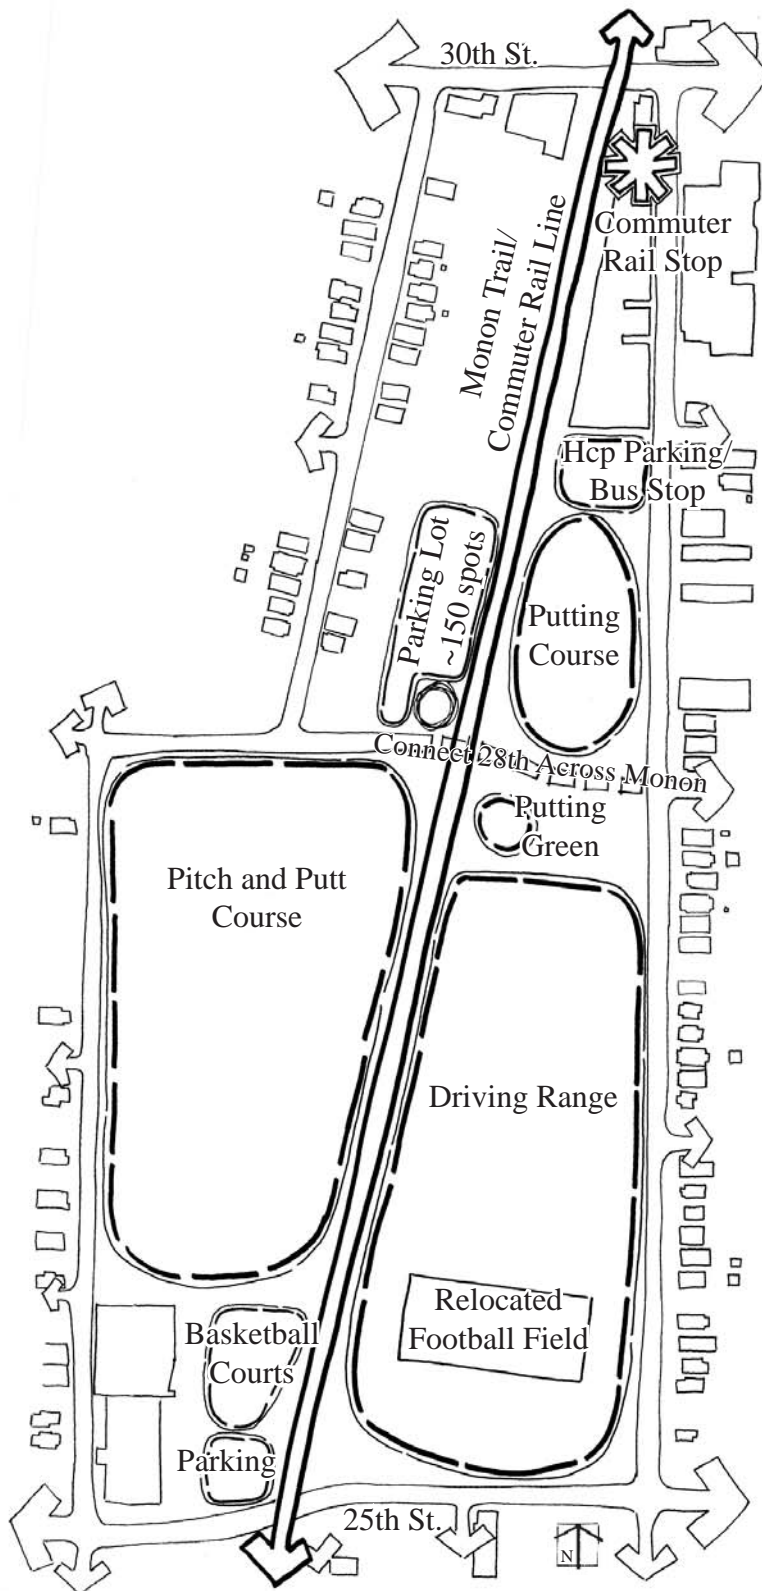 30th St.
Commuter
Rail Stop
Monon Trail/
Commuter Rail Line
Hcp Parking/
Bus Stop
Parking Lot
~150 spots
Putting
Course
Connect 28th Across Monon
Putting
Green
Pitch and Putt
Course
Driving Range
Relocated
Football Field
Basketball
Courts
Parking
25th St.
N